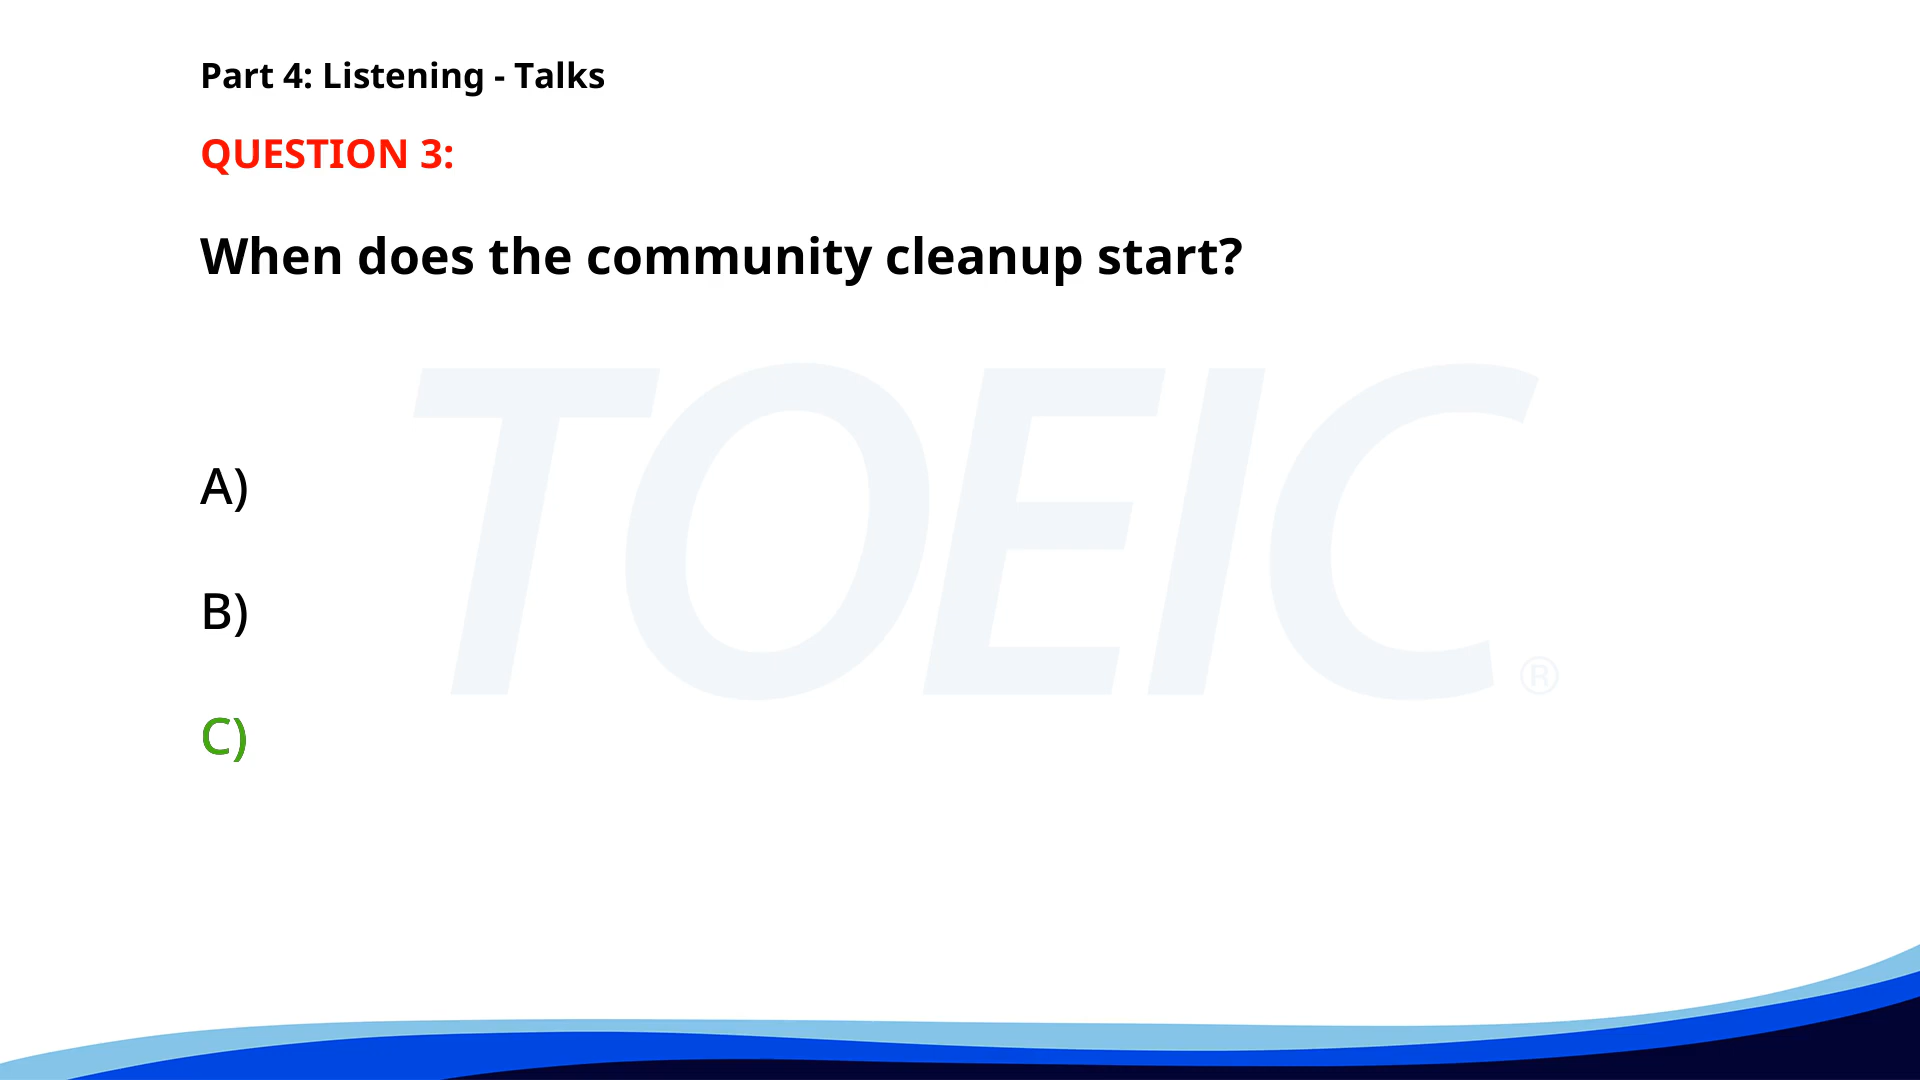 Part 4: Listening - Talks
QUESTION 3:
When does the community cleanup start?
TOEIC ®
A)
B)
C)